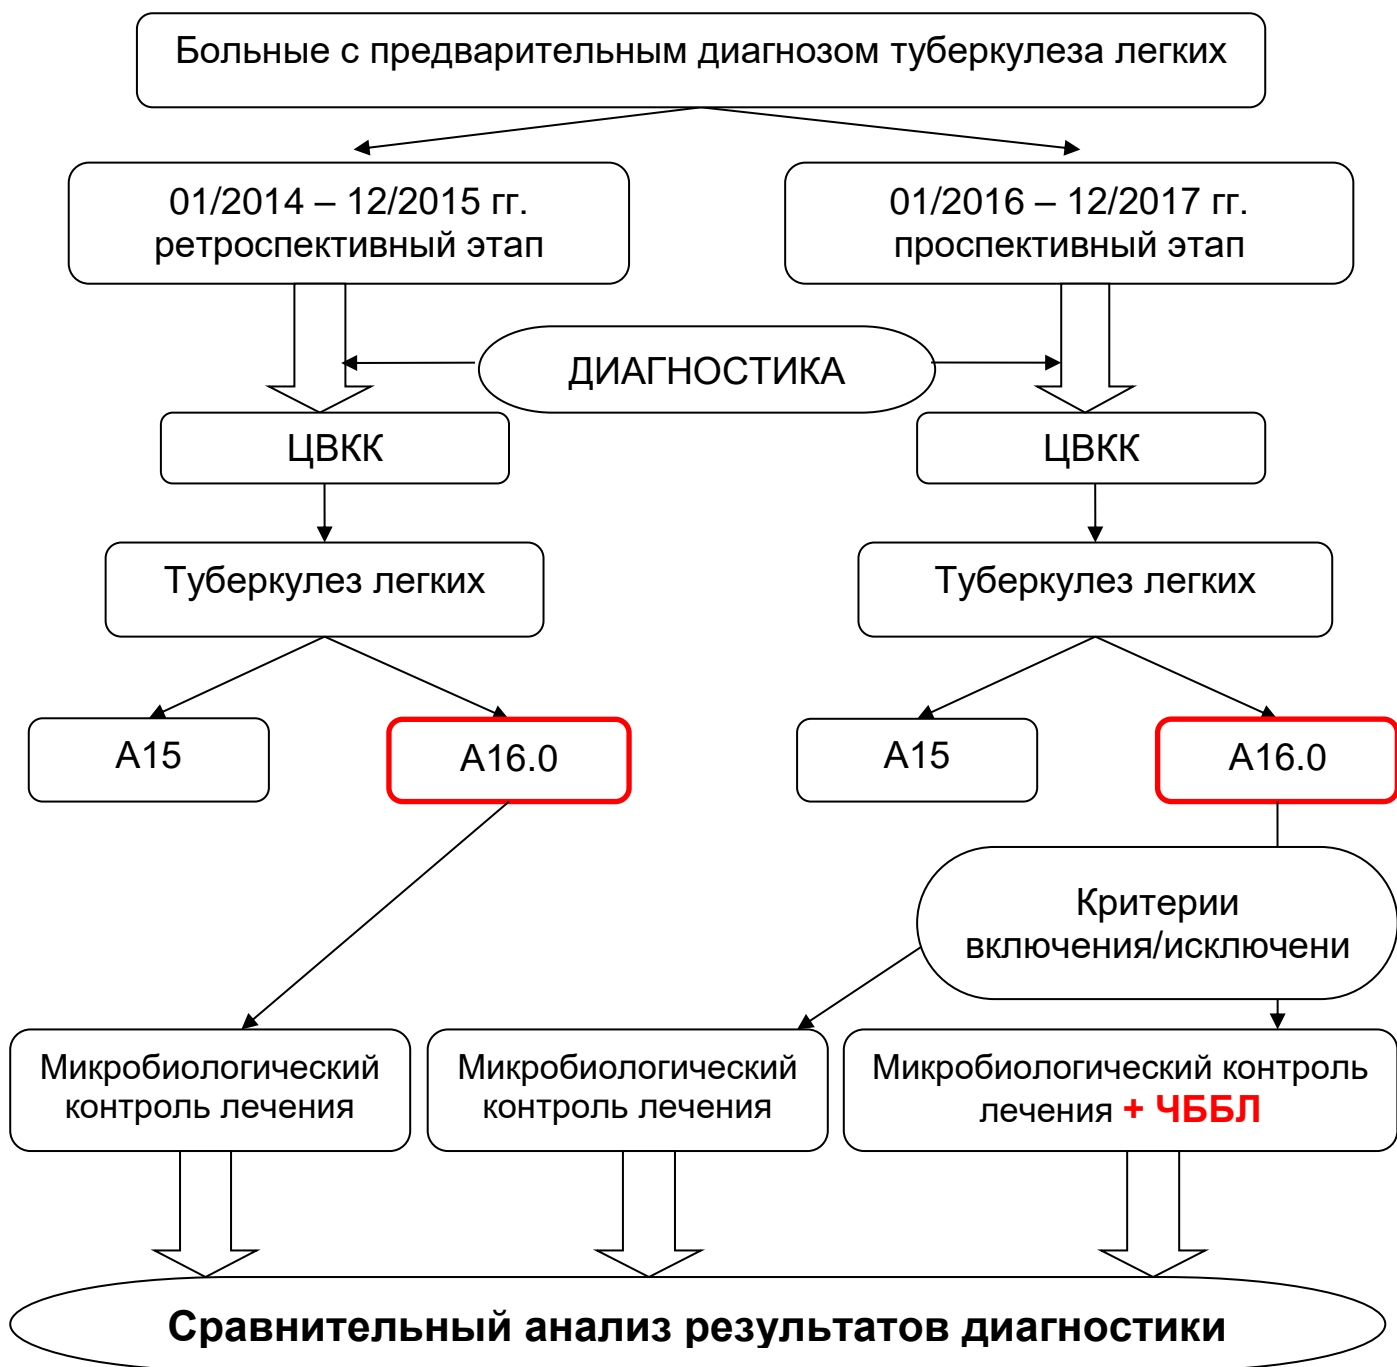 Больные с предварительным диагнозом туберкулеза легких
01/2014 – 12/2015 гг.
ретроспективный этап
01/2016 – 12/2017 гг.
проспективный этап
ДИАГНОСТИКА
ЦВКК
ЦВКК
Туберкулез легких
Туберкулез легких
А15
А16.0
А15
А16.0
Критерии
включения/исключени
Микробиологический
контроль лечения
Микробиологический
контроль лечения
Микробиологический контроль
лечения + ЧББЛ
Сравнительный анализ результатов диагностики